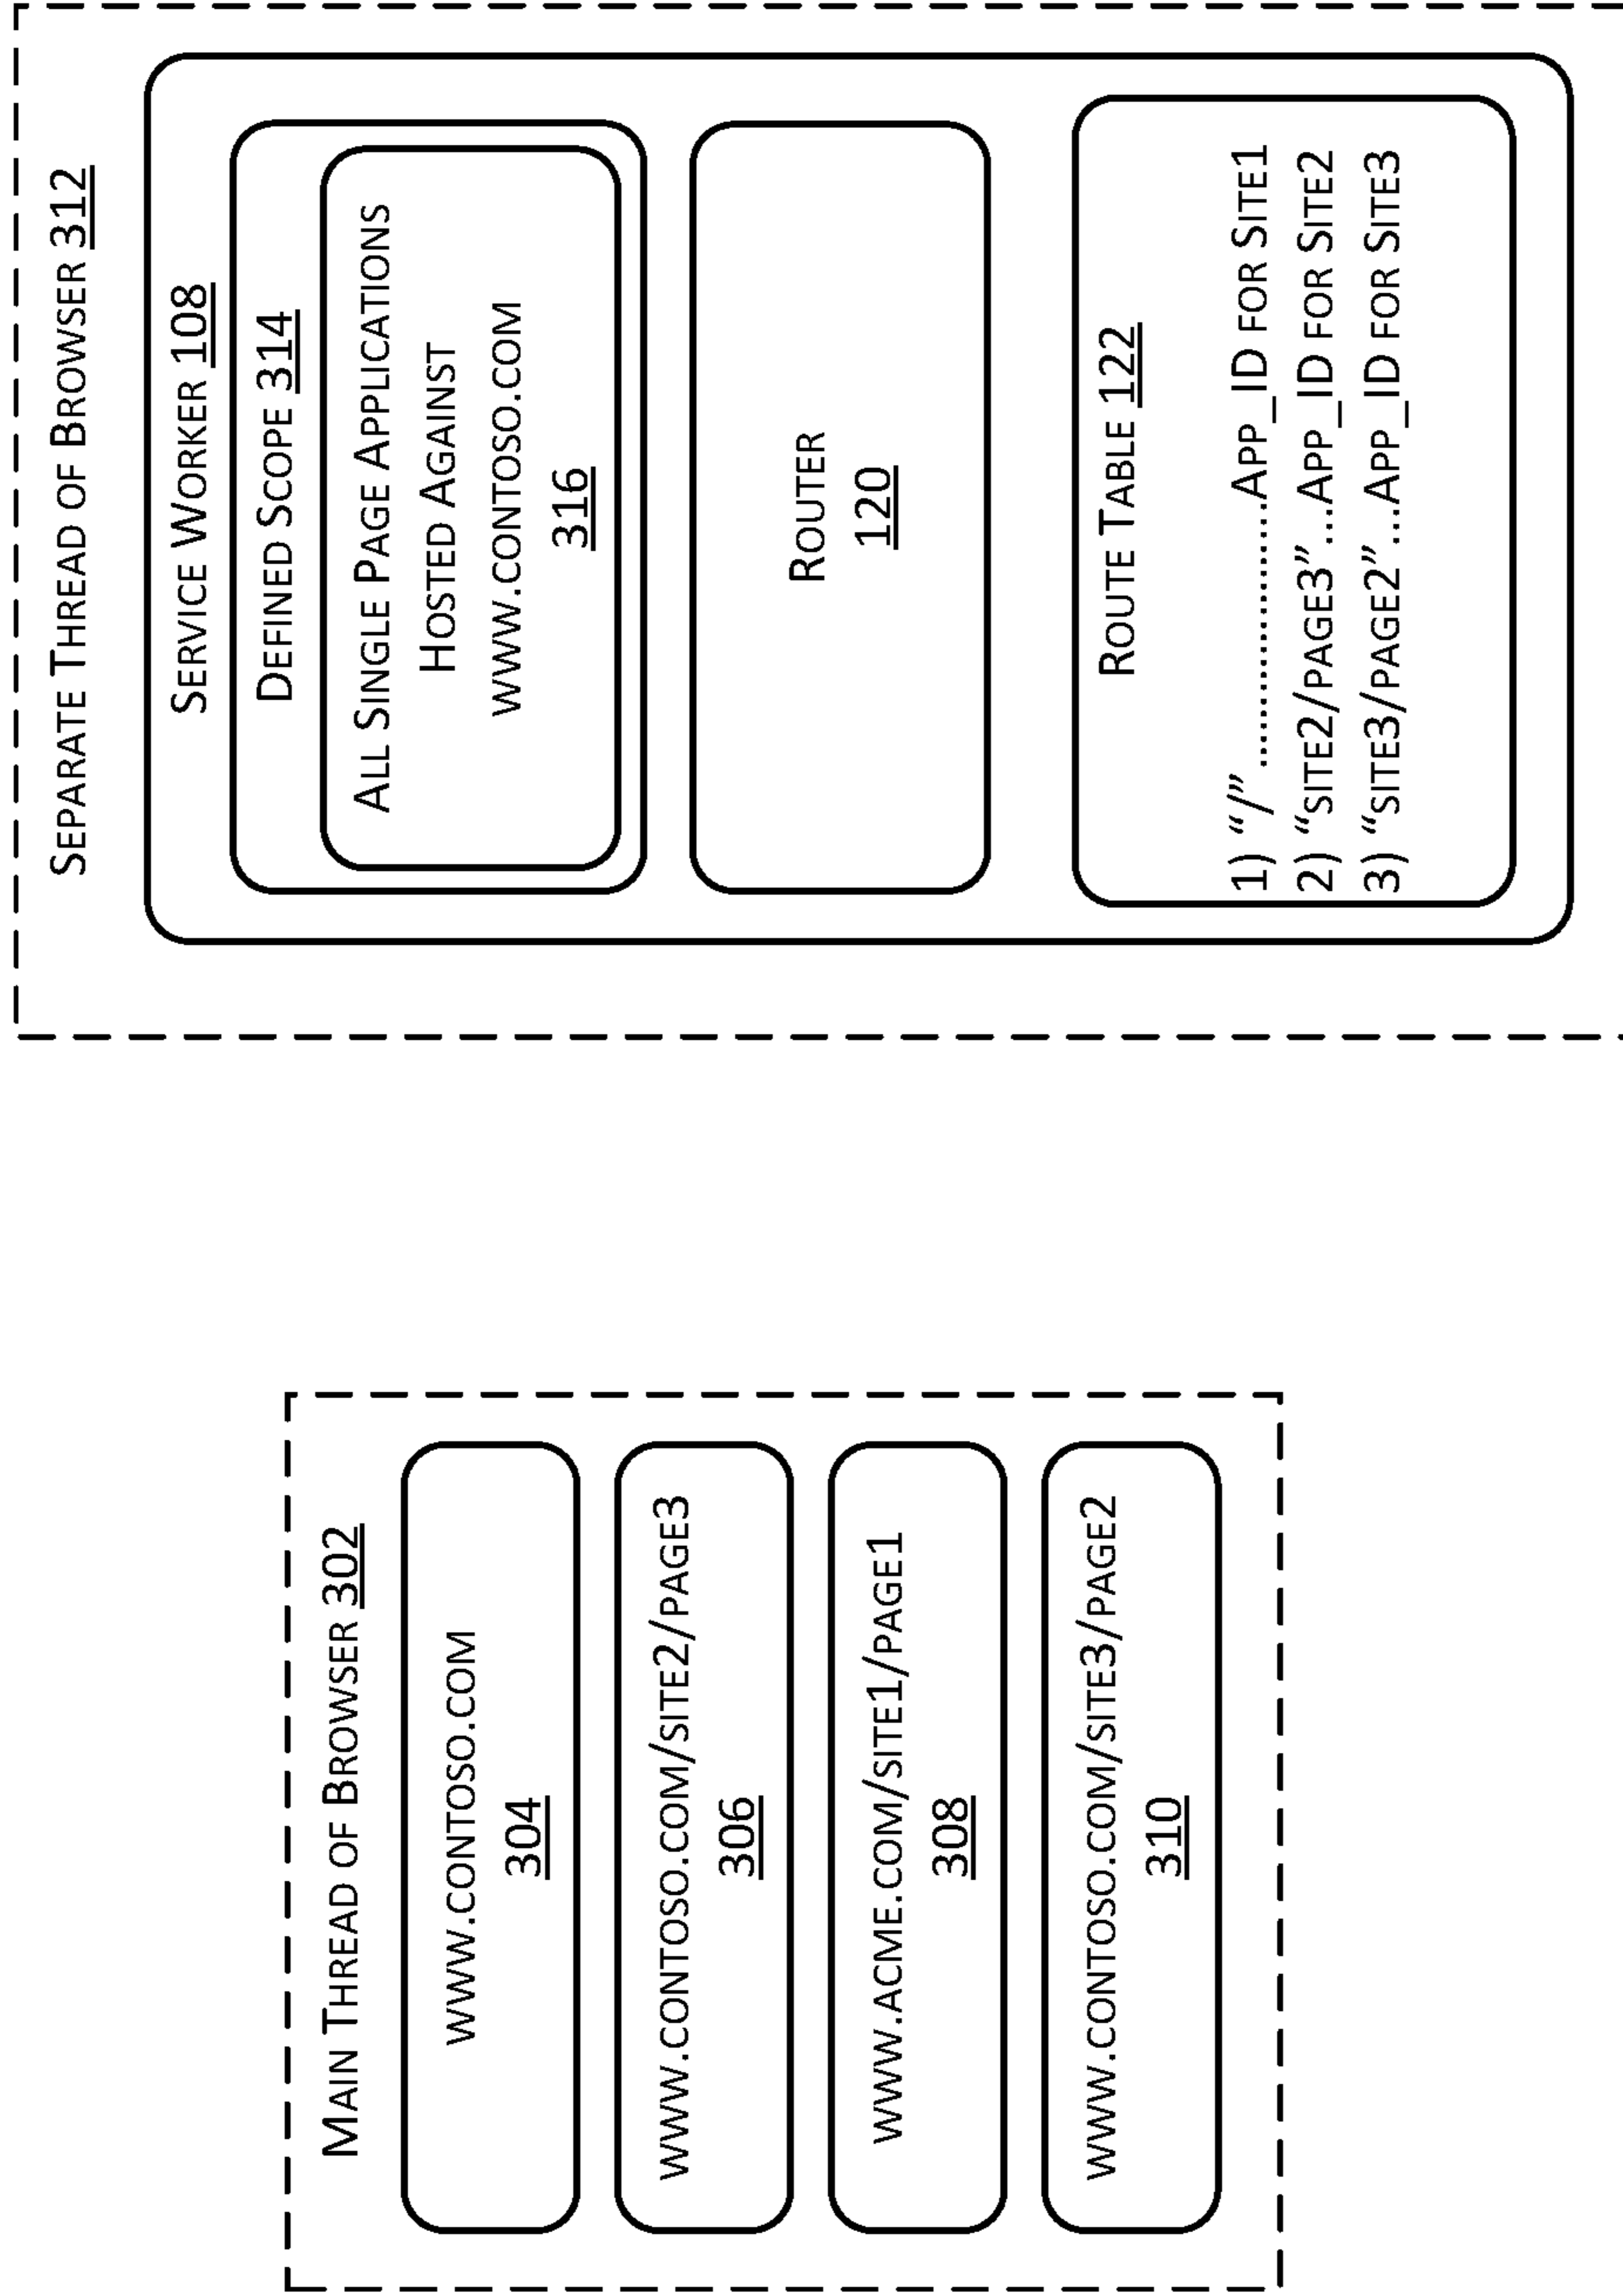 MAIN THREAD OF BROWSER 302
WWW.CONTOSO.COM
304
WWW.CONTOSO.COM/SITE2/PAGE3
306
WWW.ACME.COM/SITE1/PAGE1
308
WWW.CONTOSO.COM/SITE3/PAGE2
310
SEPARATE THREAD OF BROWSER 312
SERVICE WORKER 108
DEFINED SCOPE 314
ALL SINGLE PAGE APPLICATIONS
HOSTED AGAINST
WWW.CONTOSO.COM
316
ROUTER
120
ROUTE TABLE 122
1) “/”......................APP_ID FOR SITE1
2) “SITE2/PAGE3”...APP_ID FOR SITE2
3) “SITE3/PAGE2”...APP_ID FOR SITE3